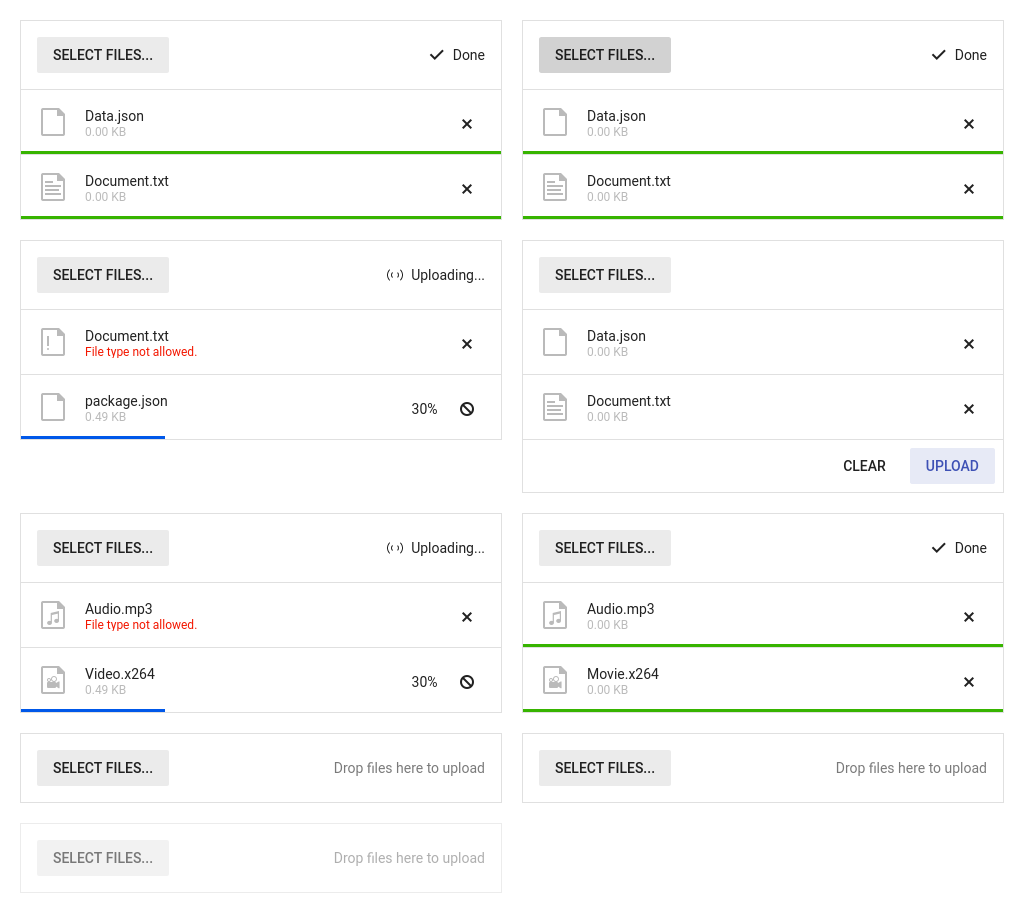 SELECT FILES...
Done
Data.json
0.00 KB
Document.txt
0.00 KB
SELECT FILES...
Done
Data.json
0.00 KB
Document.txt
0.00 KB
SELECT FILES...
Uploading...
Document.txt
File type not allowed.
package.json
0.49 KB
30%
SELECT FILES...
Data.json
0.00 KB
Document.txt
0.00 KB
CLEAR
UPLOAD
SELECT FILES...
Uploading...
Audio.mp3
File type not allowed.
Video.x264
0.49 KB
30%
SELECT FILES...
Done
Audio.mp3
0.00 KB
Movie.x264
0.00 KB
SELECT FILES...
Drop files here to upload
SELECT FILES...
Drop files here to upload
SELECT FILES...
Drop files here to upload